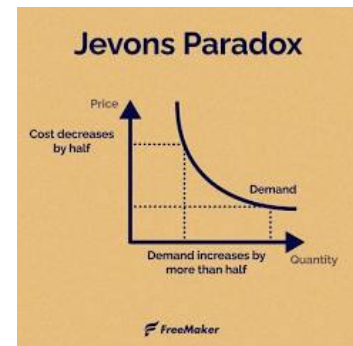 Jevons Paradox
Price
Cost decreases
by half
Demand
Demand increases by
more than half
Quantity
FreeMaker